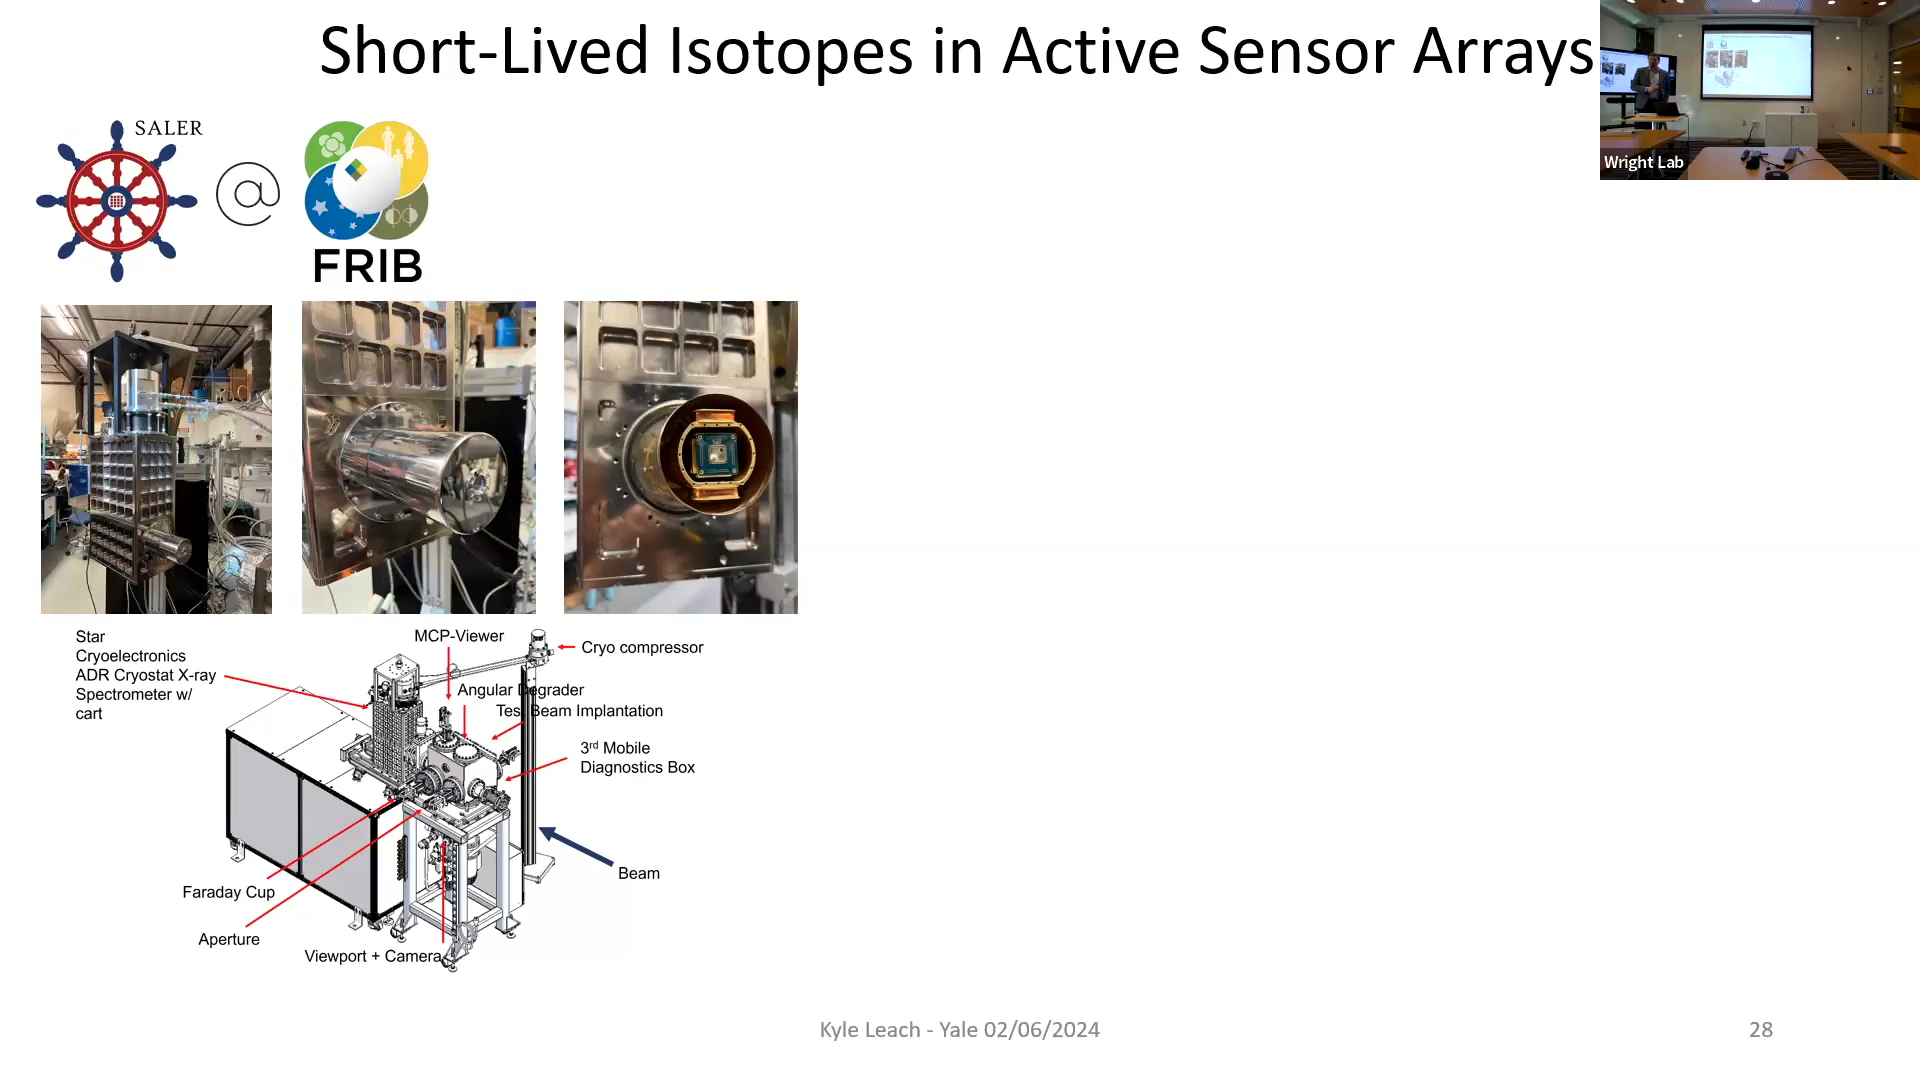 Short-Lived Isotopes in Active Sensor Arrays
Wright Lab
SALER
@
FRIB
Star
Cryoelectronics
ADR Cryostat X-ray
Spectrometer w/
cart
MCP-Viewer
Cryo compressor
Angular Degrader
Test Beam Implantation
3rd Mobile
Diagnostics Box
Beam
Faraday Cup
Aperture
Viewport + Camera
Kyle Leach - Yale 02/06/2024
28